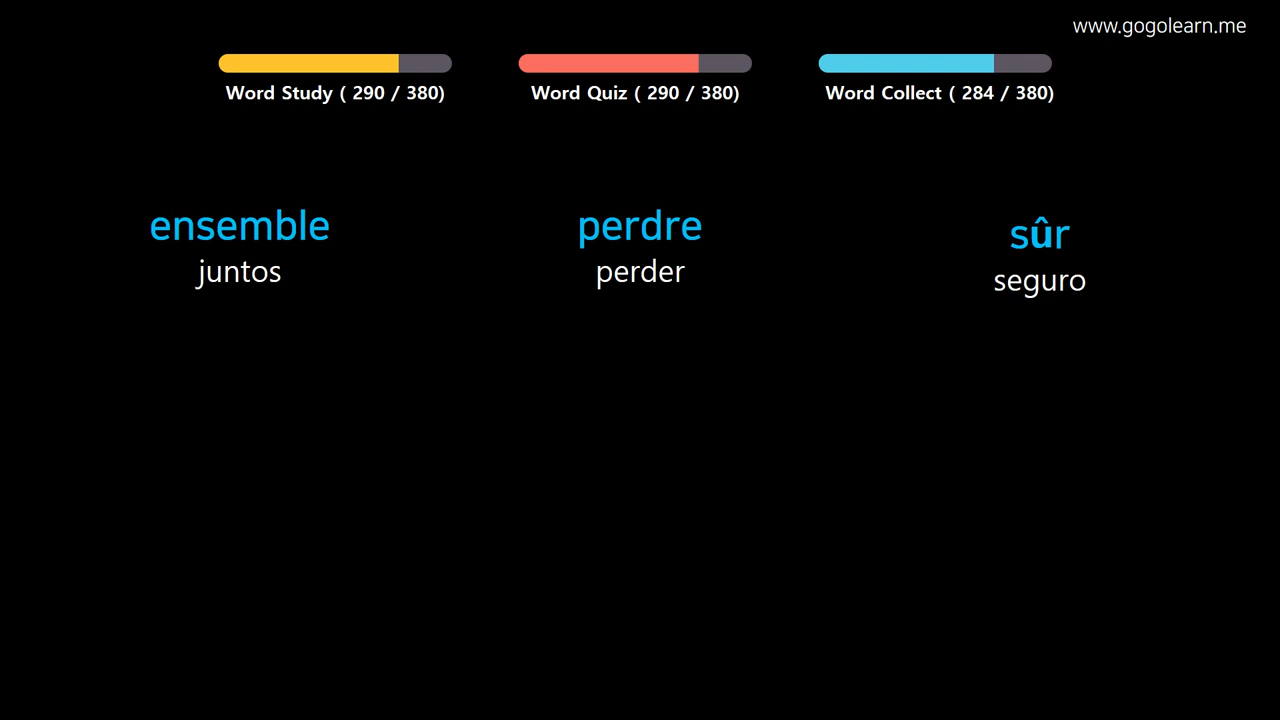 www.gogolearn.me
Word Study ( 290 / 380)
Word Quiz ( 290 / 380)
Word Collect ( 284 / 380)
ensemble
juntos
perdre
perder
sûr
seguro